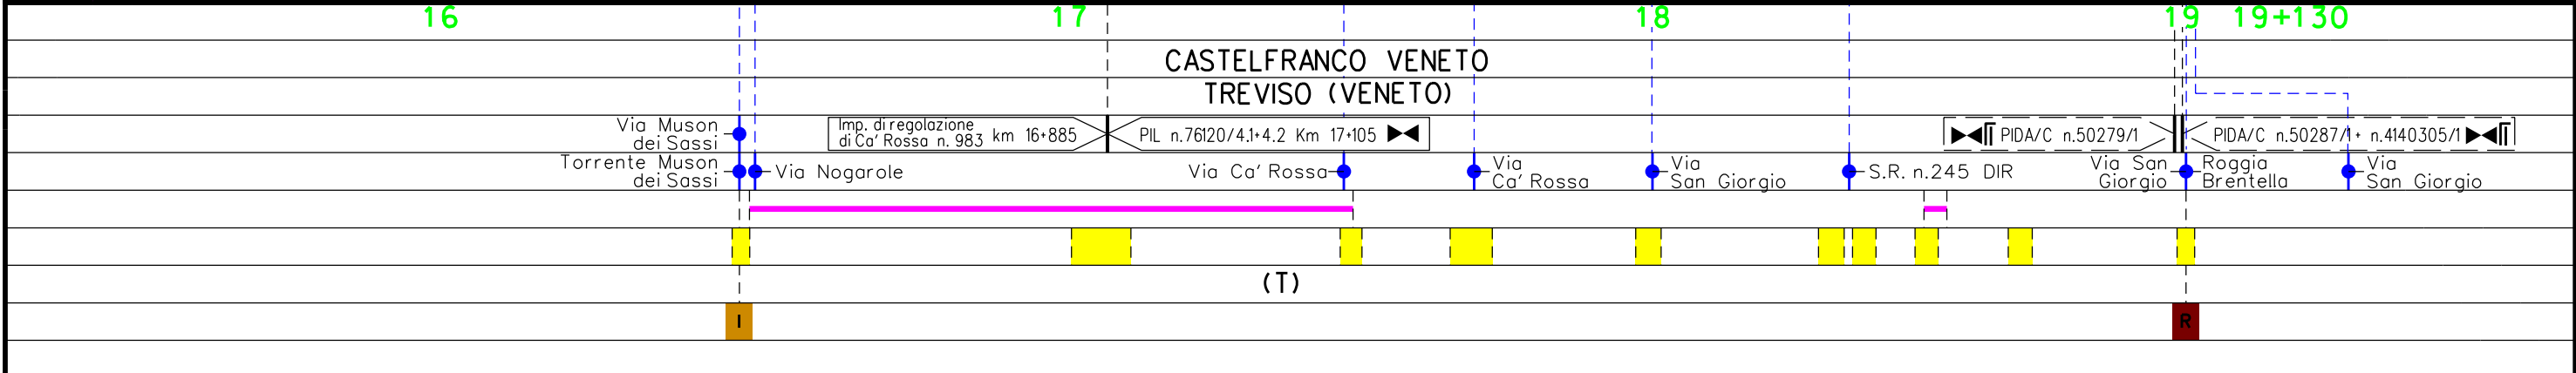 16 17 18 19 19+130
CASTELFRANCO VENETO
TREVISO (VENETO)
Via Muson
dei Sassi
Imp. di regolazione
di Ca' Rossa n. 983 km 16+885
PIL n.76120/4.1+4.2 Km 17+105
PIDA/C n.50279/1
PIDA/C n.50287/1+ n.4140305/1
Torrente Muson
dei Sassi
Via Nogarole
Via Ca' Rossa
Via
Ca' Rossa
Via
San Giorgio
S.R. n.245 DIR
Via San
Giorgio
Roggia
Brentella
Via
San Giorgio
(T)
I
R